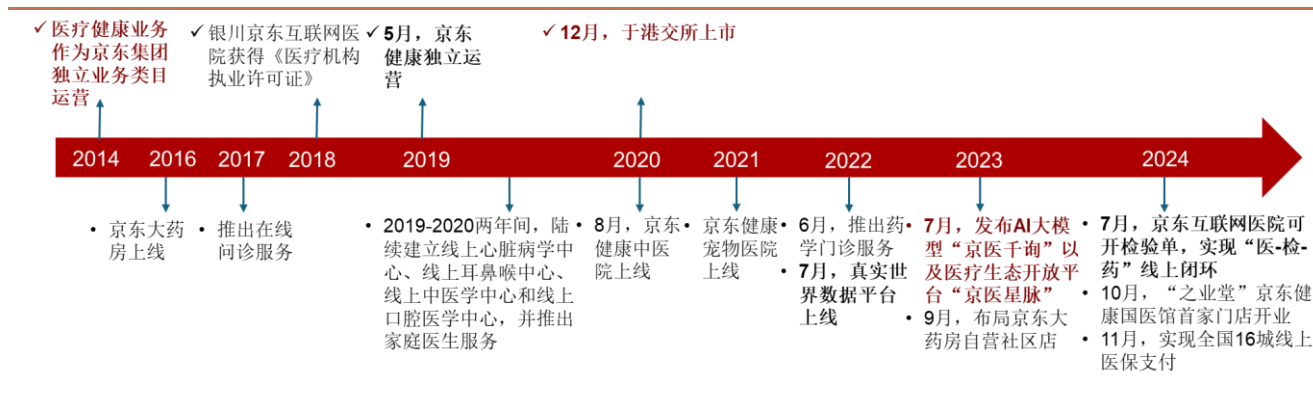 ✓ 医疗健康业务
作为京东集团
独立业务类目
运营
✓ 银川京东互联网医
院获得《医疗机构
执业许可证》
✓ 5月，京东
健康独立运
营
✓ 12月，于港交所上市
2014 2016 2017 2018 2019 2020 2021 2022 2023 2024
• 京东大药
房上线
• 推出在线
问诊服务
• 2019-2020两年间，陆
续建立线上心脏病学中
心、线上耳鼻喉中心、
线上中医学中心和线上
口腔医学中心，并推出
家庭医生服务
• 8月，京东
健康中医
院上线
• 京东健康
宠物医院
上线
• 6月，推出药
学门诊服务
• 7月，真实世
界数据平台
上线
• 7月，发布AI大模
型“京医千询”以
及医疗生态开放平
台“京医星脉”
• 9月，布局京东大
药房自营社区店
• 7月，京东互联网医院可
开检验单，实现“医-检-
药”线上闭环
• 10月，“之业堂”京东健
康国医馆首家门店开业
• 11月，实现全国16城线上
医保支付